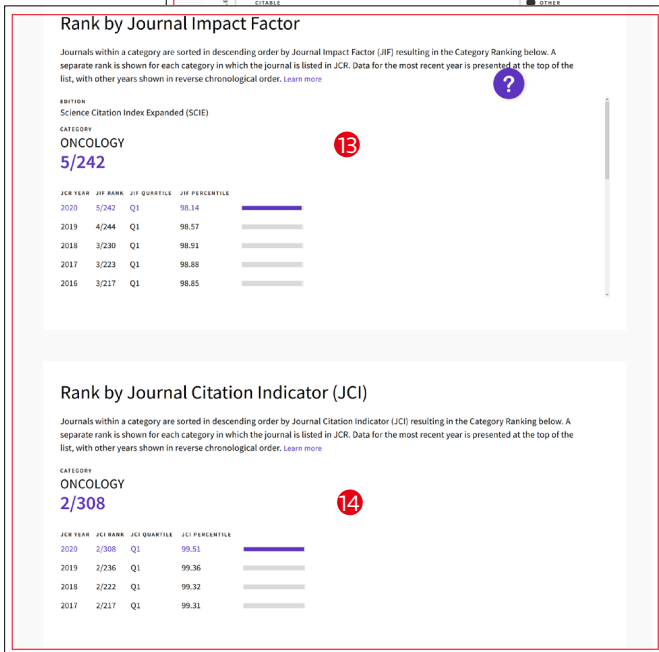 CITABLE
OTHER
Rank by Journal Impact Factor
Journals within a category are sorted in descending order by Journal Impact Factor (JIF) resulting in the Category Ranking below. A
separate rank is shown for each category in which the journal is listed in JCR. Data for the most recent year is presented at the top of the
list, with other years shown in reverse chronological order. Learn more
?
EDITION
Science Citation Index Expanded (SCIE)
CATEGORY
ONCOLOGY
13
5/242
JCR YEAR JIF RANK JIF QUARTILE JIF PERCENTILE
2020 5/242 Q1 98.14
2019 4/244 Q1 98.57
2018 3/230 Q1 98.91
2017 3/223 Q1 98.88
2016 3/217 Q1 98.85
Rank by Journal Citation Indicator (JCI)
Journals within a category are sorted in descending order by Journal Citation Indicator (JCI) resulting in the Category Ranking below. A
separate rank is shown for each category in which the journal is listed in JCR. Data for the most recent year is presented at the top of the
list, with other years shown in reverse chronological order. Learn more
CATEGORY
ONCOLOGY
2/308
14
JCR YEAR JCI RANK JCI QUARTILE JCI PERCENTILE
2020 2/308 Q1 99.51
2019 2/236 Q1 99.36
2018 2/222 Q1 99.32
2017 2/217 Q1 99.31